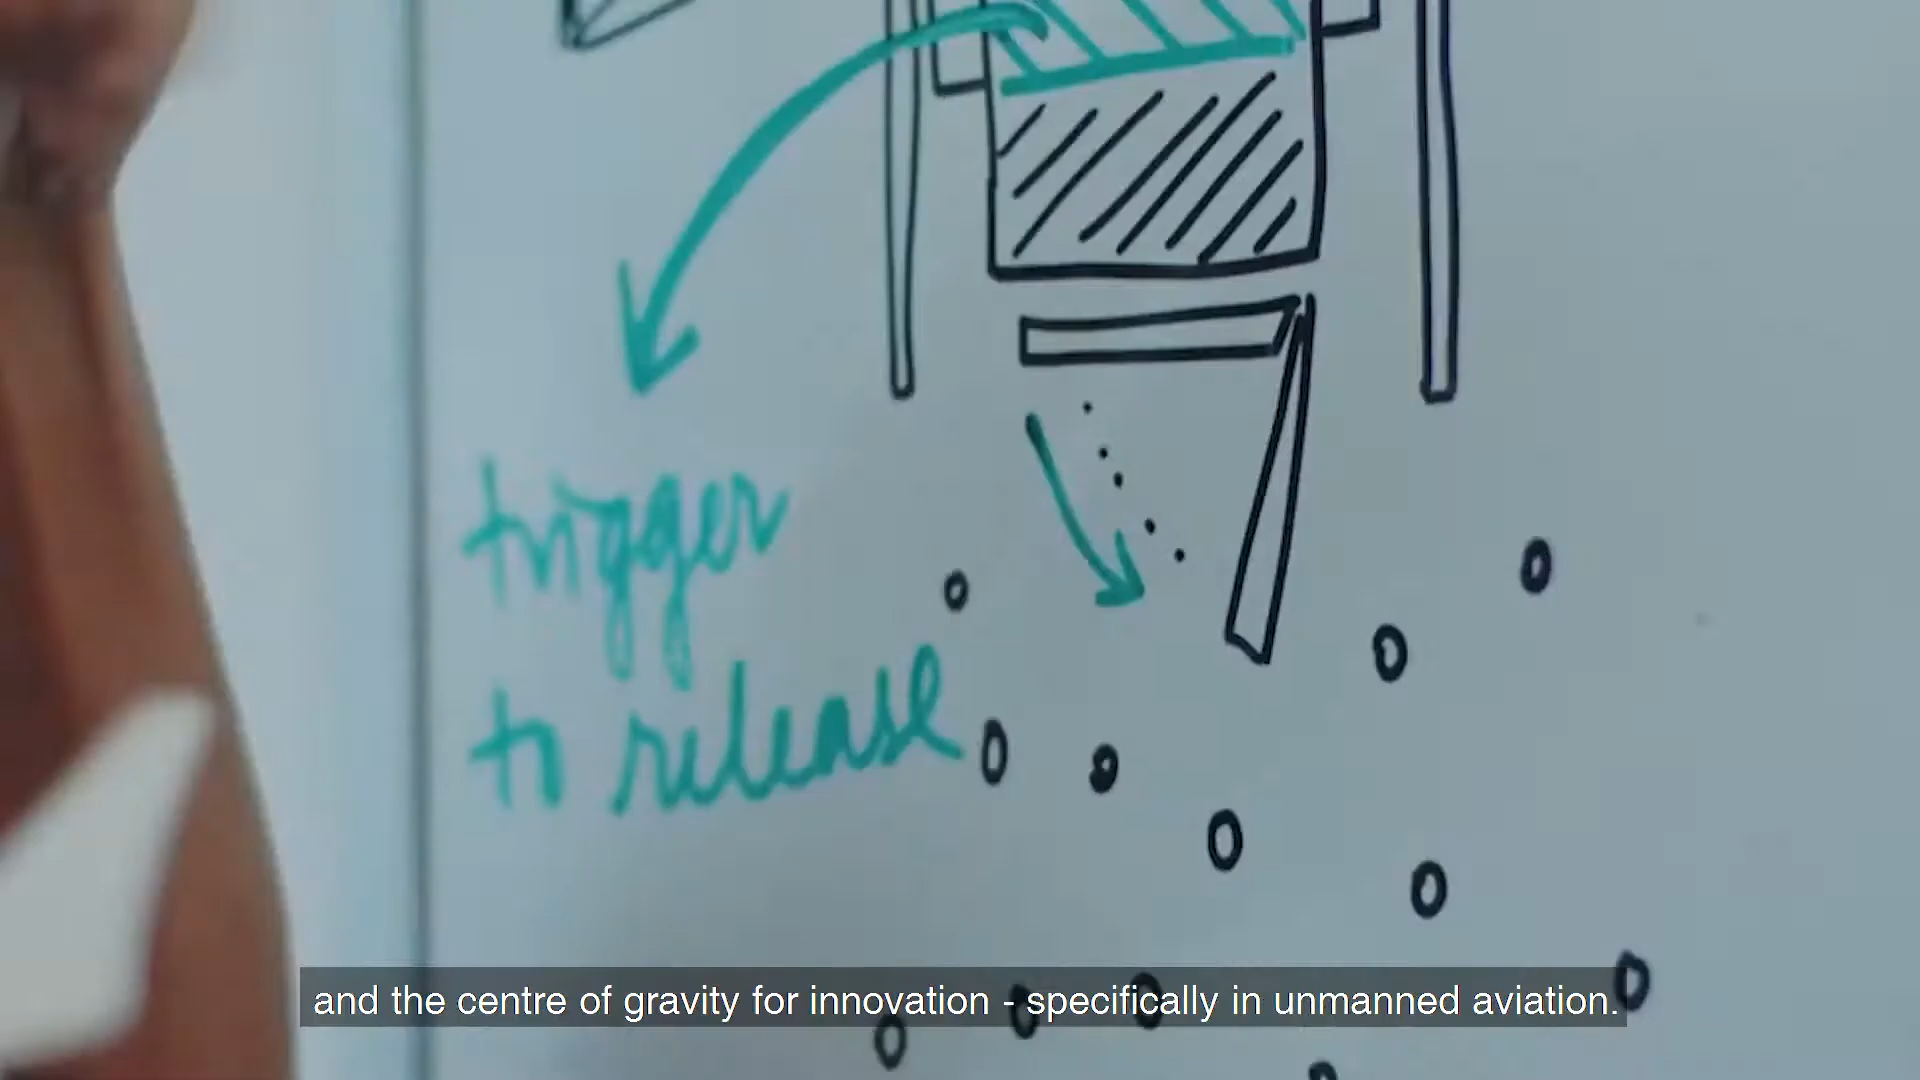 trigger
to release
and the centre of gravity for innovation - specifically in unmanned aviation.